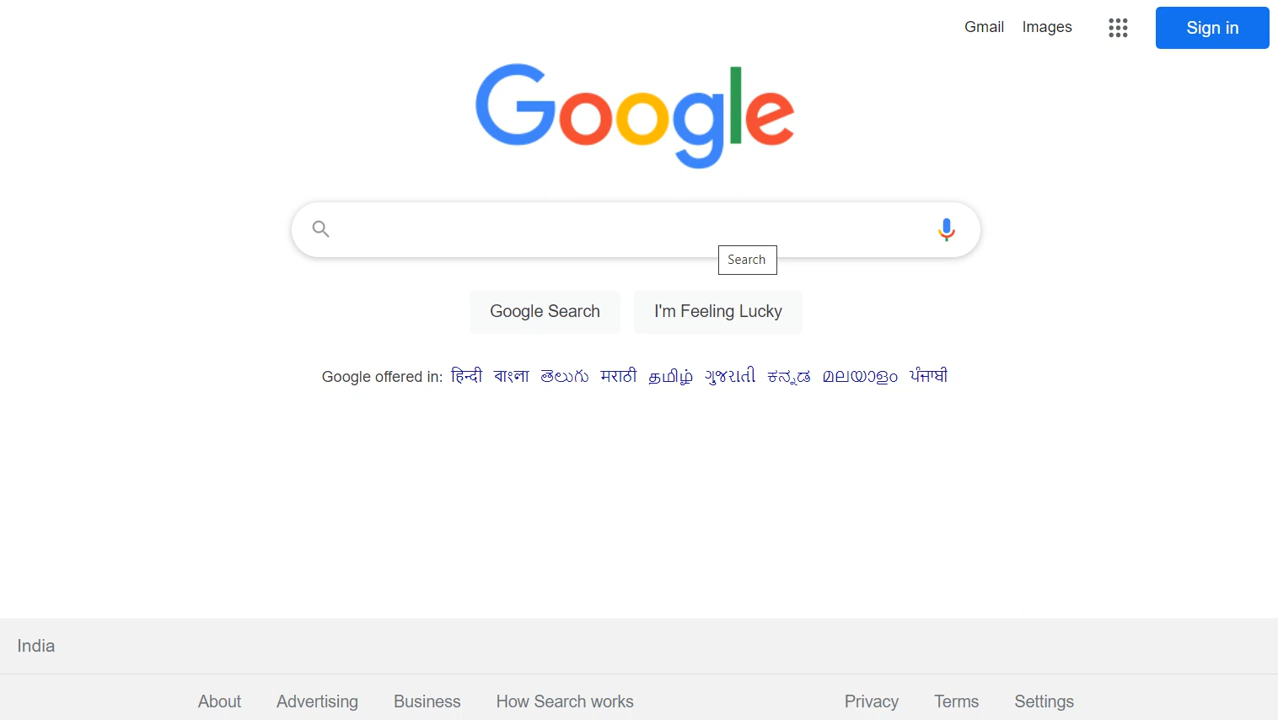 Gmail Images Sign in
Google
Search
Google Search I'm Feeling Lucky
Google offered in: हिन्दी বাংলা తెలుగు मराठी தமிழ் ગુજરાતી ಕನ್ನಡ മലയാളം ਪੰਜਾਬੀ
India
About Advertising Business How Search works Privacy Terms Settings